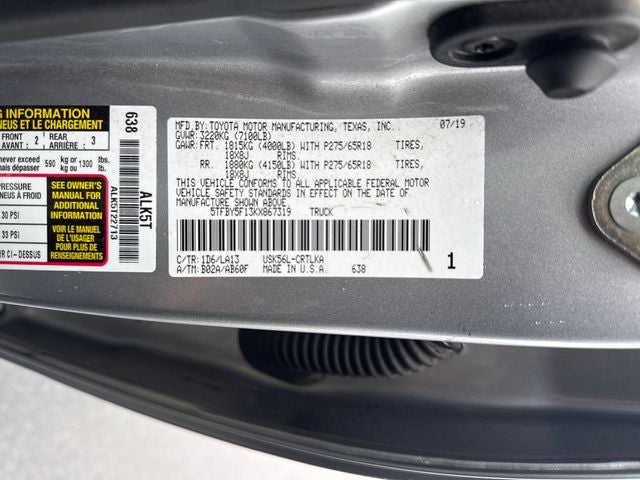 G INFORMATION
NEUS ET LE CHARGEMENT
FRONT AVANT : 2 REAR ARRIÈRE : 3
never exceed
mais dépasser 590 kg or kg ou 1300 lbs. lb.
PRESSURE
NEUS À FROID
30 PSI
33 PSI
R CI-DESSUS
SEE OWNER'S
MANUAL FOR
ADDITIONAL
INFORMATION
VOIR LE MANUEL
DE L'USAGER
POUR PLUS DE
RENSEIGNEMENTS
638
ALK5T
MFD. BY: TOYOTA MOTOR MANUFACTURING, TEXAS, INC. 07/19
GVWR: 3220KG (7100LB)
GAWR: FRT. 1815KG (4000LB) WITH P275/65R18 TIRES,
18X8J RIMS
RR. 1880KG (4150LB) WITH P275/65R18 TIRES,
18X8J RIMS
THIS VEHICLE CONFORMS TO ALL APPLICABLE FEDERAL MOTOR
VEHICLE SAFETY STANDARDS IN EFFECT ON THE DATE OF
MANUFACTURE SHOWN ABOVE.
5TFBY5F13KX867319 TRUCK
C/TR: 1D6/LA13 USK56L-CRTLKA
A/TM: B02A/AB60F MADE IN U.S.A. 638 1